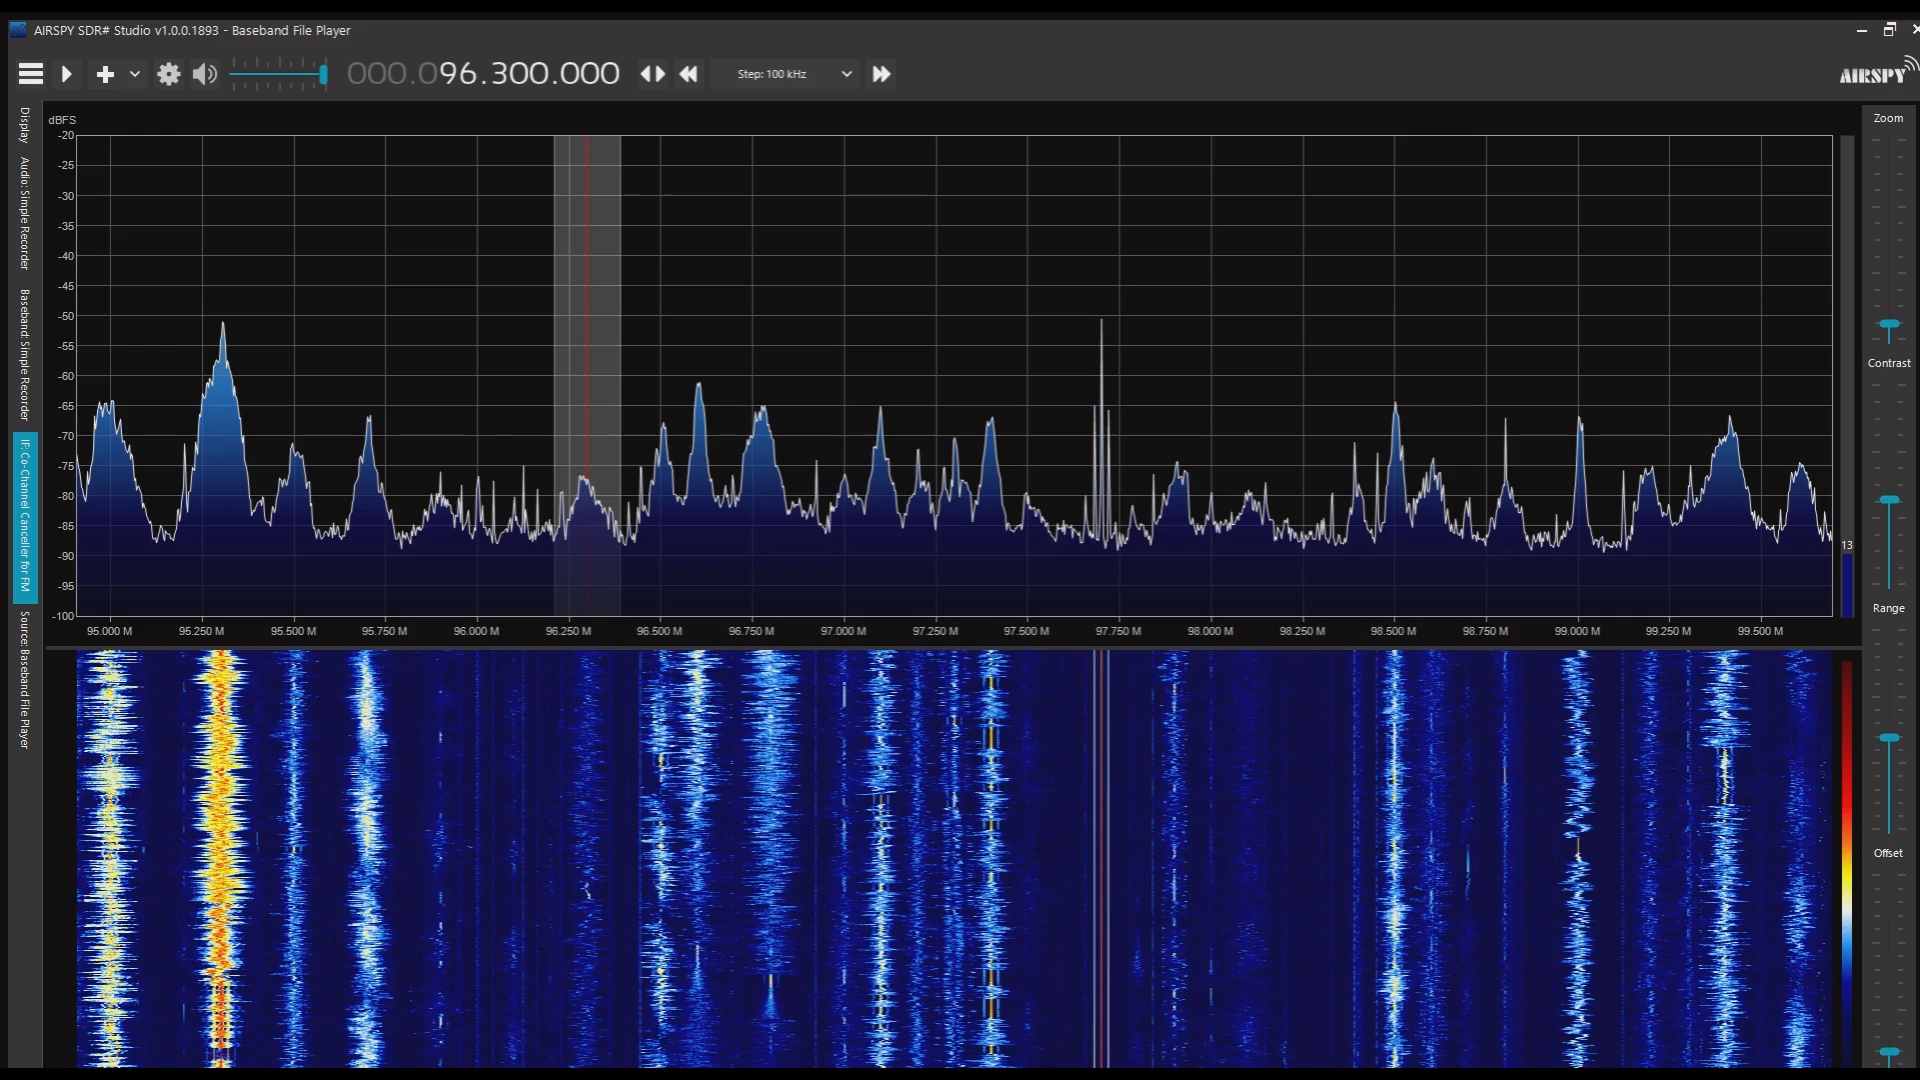 AIRSPY SDR# Studio v1.0.0.1893 - Baseband File Player
000.096.300.000
Step: 100 kHz
AIRSPY
Display
Audio: Simple Recorder
Baseband: Simple Recorder
IF: Co-Channel Canceller for FM
Source: Baseband File Player
dBFS
-20
-25
-30
-35
-40
-45
-50
-55
-60
-65
-70
-75
-80
-85
-90
-95
-100
95.000 M 95.250 M 95.500 M 95.750 M 96.000 M 96.250 M 96.500 M 96.750 M 97.000 M 97.250 M 97.500 M 97.750 M 98.000 M 98.250 M 98.500 M 98.750 M 99.000 M 99.250 M 99.500 M
13
Zoom
Contrast
Range
Offset